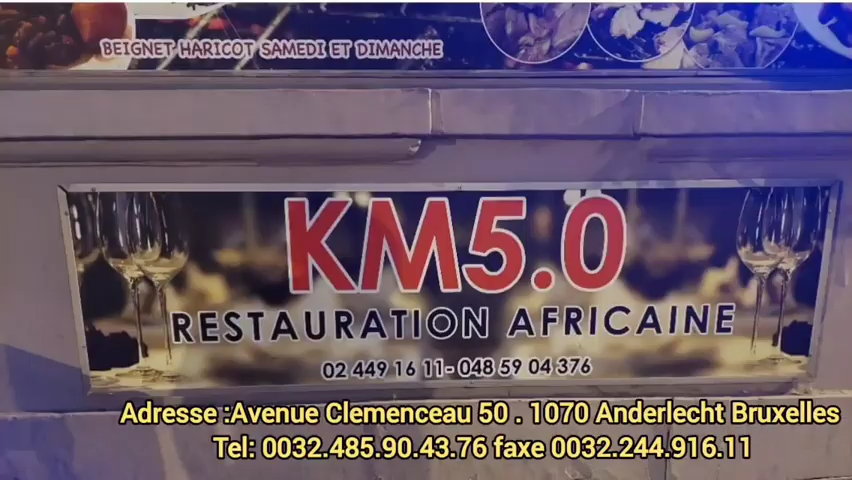 BEIGNET HARICOT SAMEDI ET DIMANCHE
KM5.0
RESTAURATION AFRICAINE
02 449 16 11- 048 59 04 376
Adresse :Avenue Clemenceau 50 . 1070 Anderlecht Bruxelles
Tel: 0032.485.90.43.76 faxe 0032.244.916.11